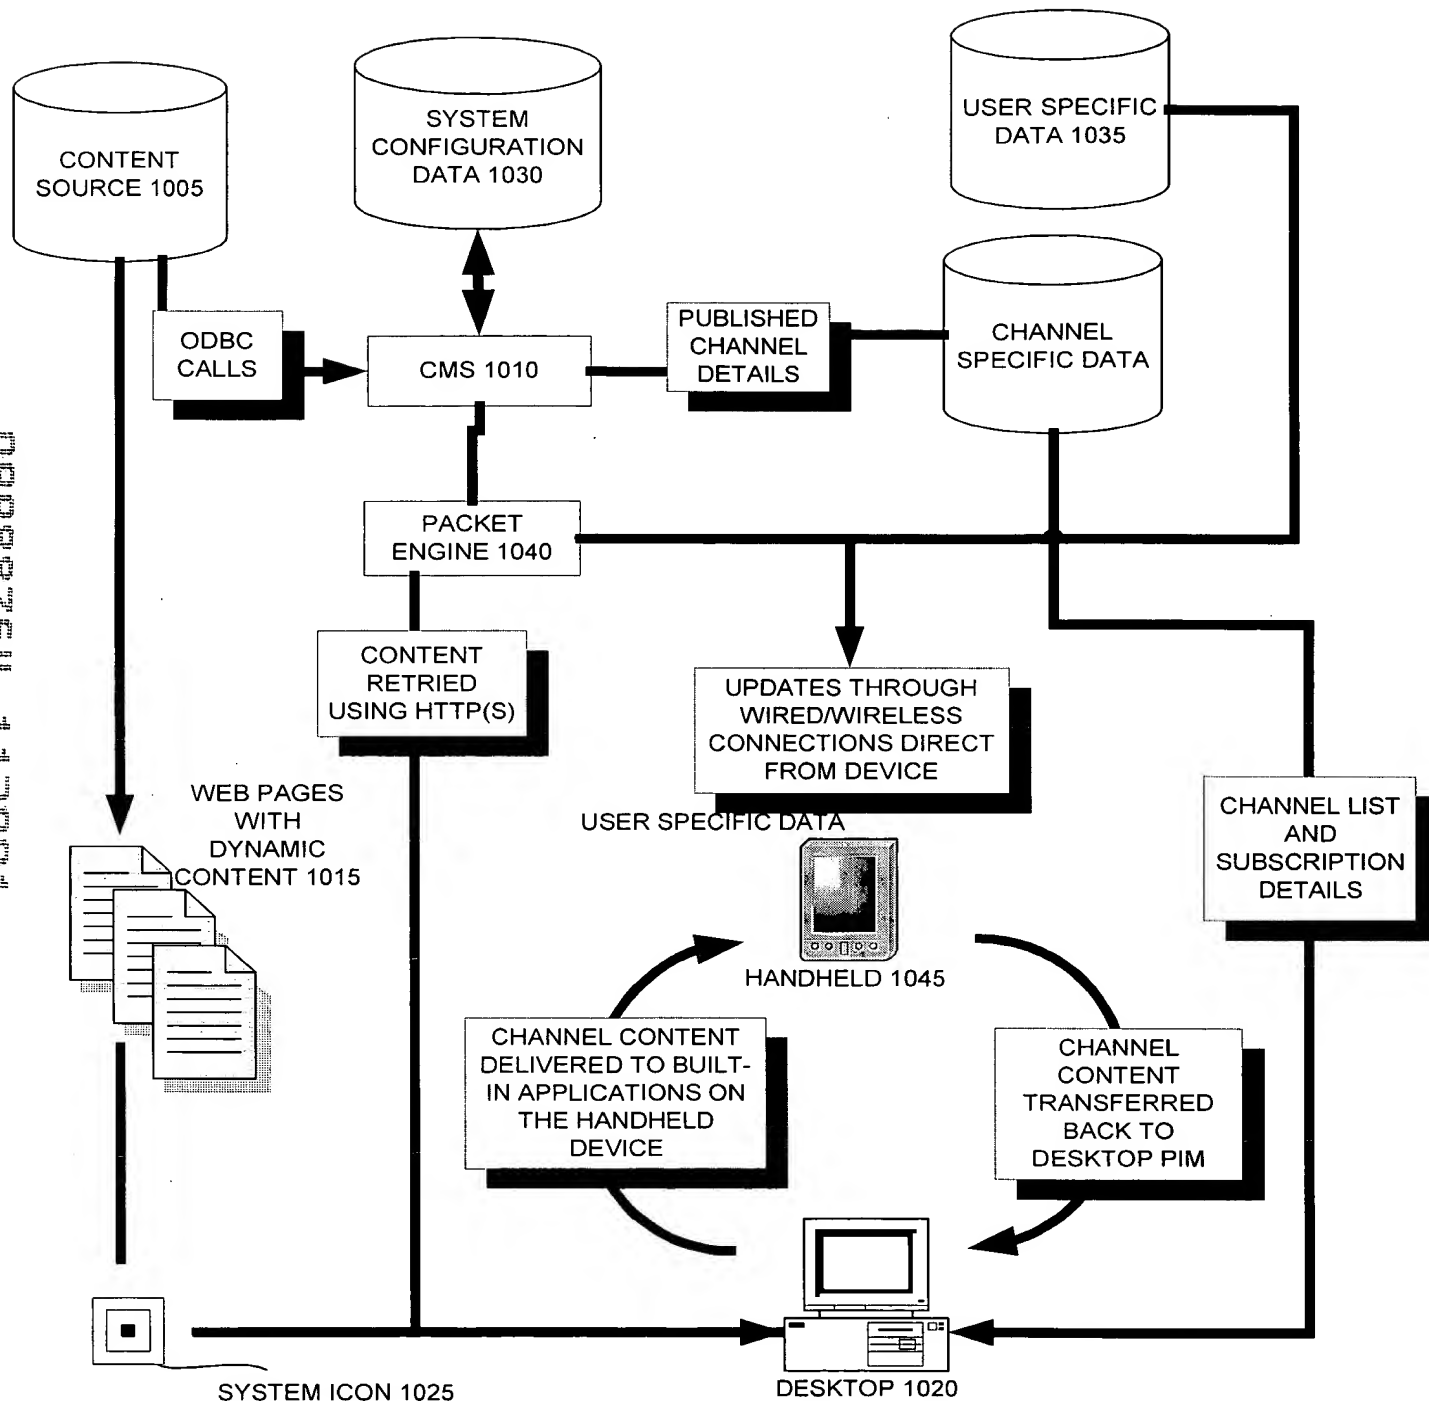 USER SPECIFIC
DATA 1035
SYSTEM
CONFIGURATION
DATA 1030
CONTENT
SOURCE 1005
ODBC
CALLS
CMS 1010
PUBLISHED
CHANNEL
DETAILS
CHANNEL
SPECIFIC DATA
PACKET
ENGINE 1040
CONTENT
RETRIED
USING HTTP(S)
UPDATES THROUGH
WIRED/WIRELESS
CONNECTIONS DIRECT
FROM DEVICE
USER SPECIFIC DATA
WEB PAGES
WITH
DYNAMIC
CONTENT 1015
CHANNEL LIST
AND
SUBSCRIPTION
DETAILS
HANDHELD 1045
CHANNEL CONTENT
DELIVERED TO BUILT-
IN APPLICATIONS ON
THE HANDHELD
DEVICE
CHANNEL
CONTENT
TRANSFERRED
BACK TO
DESKTOP PIM
SYSTEM ICON 1025
DESKTOP 1020